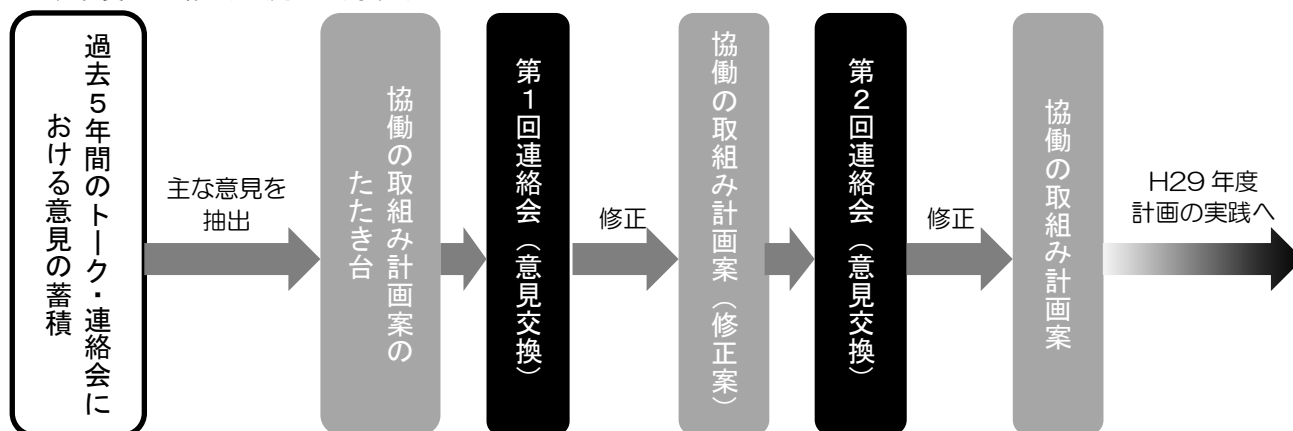 過去5年間のトーク・連絡会に
おける意見の蓄積
主な意見を
抽出
協働の取組み計画案の
たたき台
第1回連絡会（意見交換）
修正
協働の取組み計画案（修正案）
第2回連絡会（意見交換）
修正
協働の取組み計画案
H29 年度
計画の実践へ